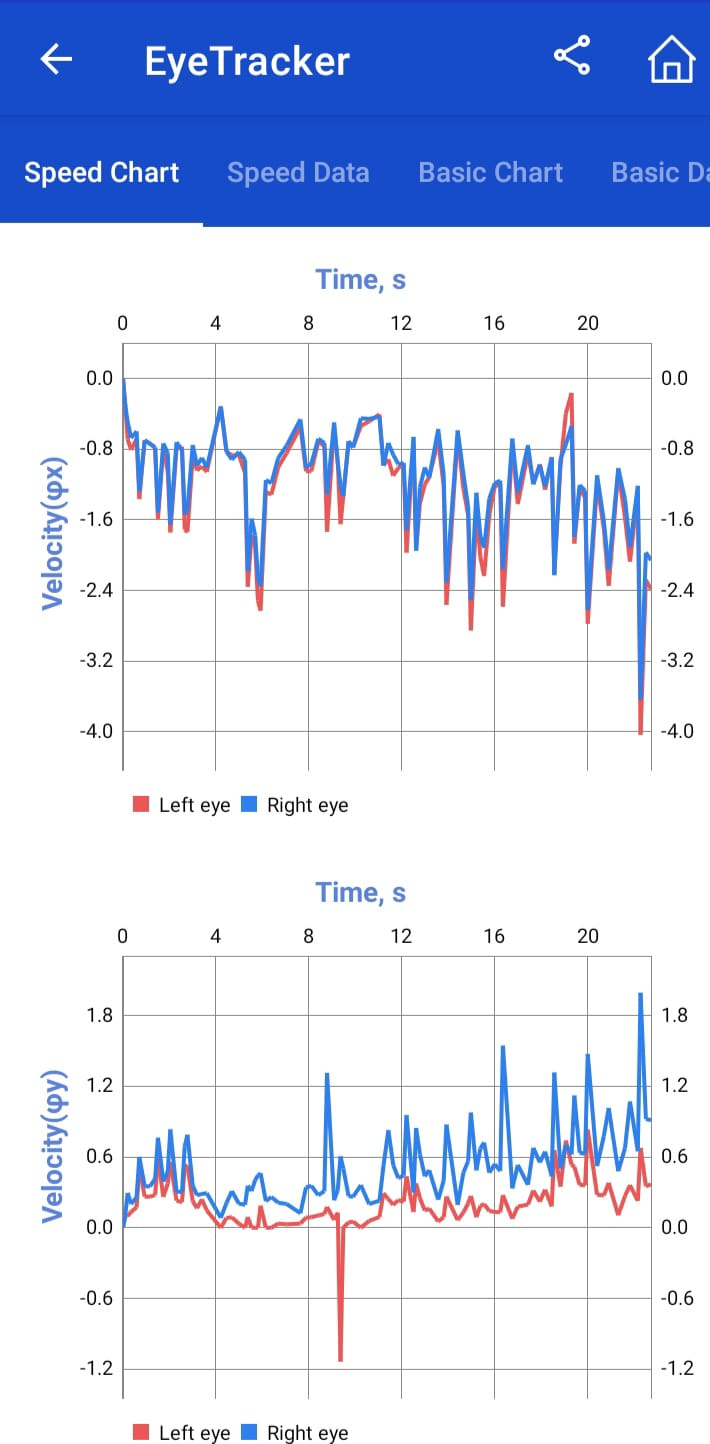 EyeTracker
Speed Chart Speed Data Basic Chart Basic Da
Time, s
0 4 8 12 16 20
0.0 0.0
-0.8 -0.8
-1.6 -1.6
-2.4 -2.4
-3.2 -3.2
-4.0 -4.0
Velocity(φx)
Left eye Right eye
Time, s
0 4 8 12 16 20
1.8 1.8
1.2 1.2
0.6 0.6
0.0 0.0
-0.6 -0.6
-1.2 -1.2
Velocity(φy)
Left eye Right eye